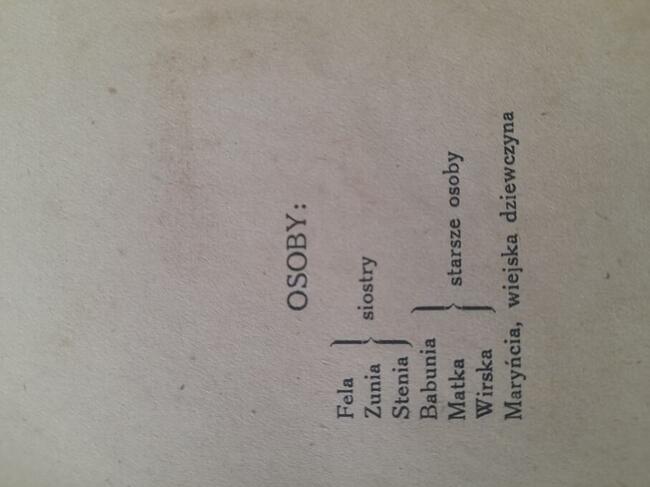 OSOBY:
Fela
Zunia } siostry
Stenia
Babunia
Matka } starsze osoby
Wirska
Maryńcia, wiejska dziewczyna